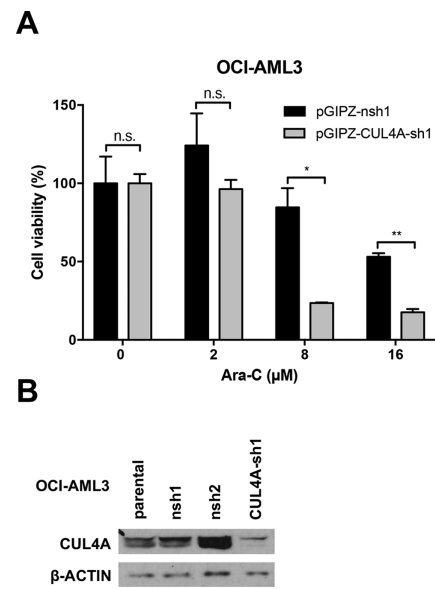 A
OCI-AML3
pGIPZ-nsh1
pGIPZ-CUL4A-sh1
n.s.
n.s.
*
**
150
100
50
0
Cell viability (%)
0 2 8 16
Ara-C (µM)
B
OCI-AML3
parental
nsh1
nsh2
CUL4A-sh1
CUL4A
β-ACTIN